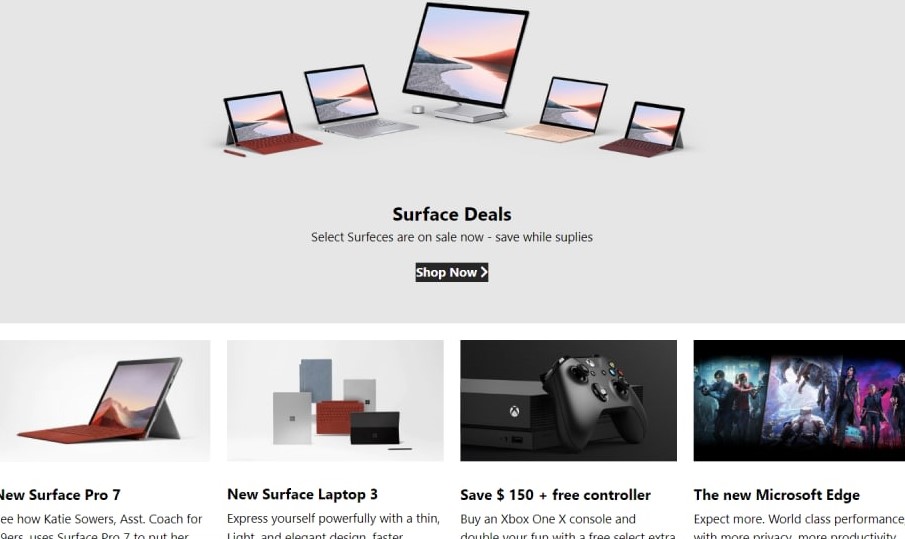 Surface Deals
Select Surfeces are on sale now - save while suplies
Shop Now
New Surface Pro 7
New Surface Laptop 3
Save $ 150 + free controller
The new Microsoft Edge
ee how Katie Sowers, Asst. Coach for
Express yourself powerfully with a thin,
Buy an Xbox One X console and
Expect more. World class performance,
9ers, uses Surface Pro 7 to put her
Light, and elegant design, faster
double your fun with a free select extra
with more privacy, more productivity